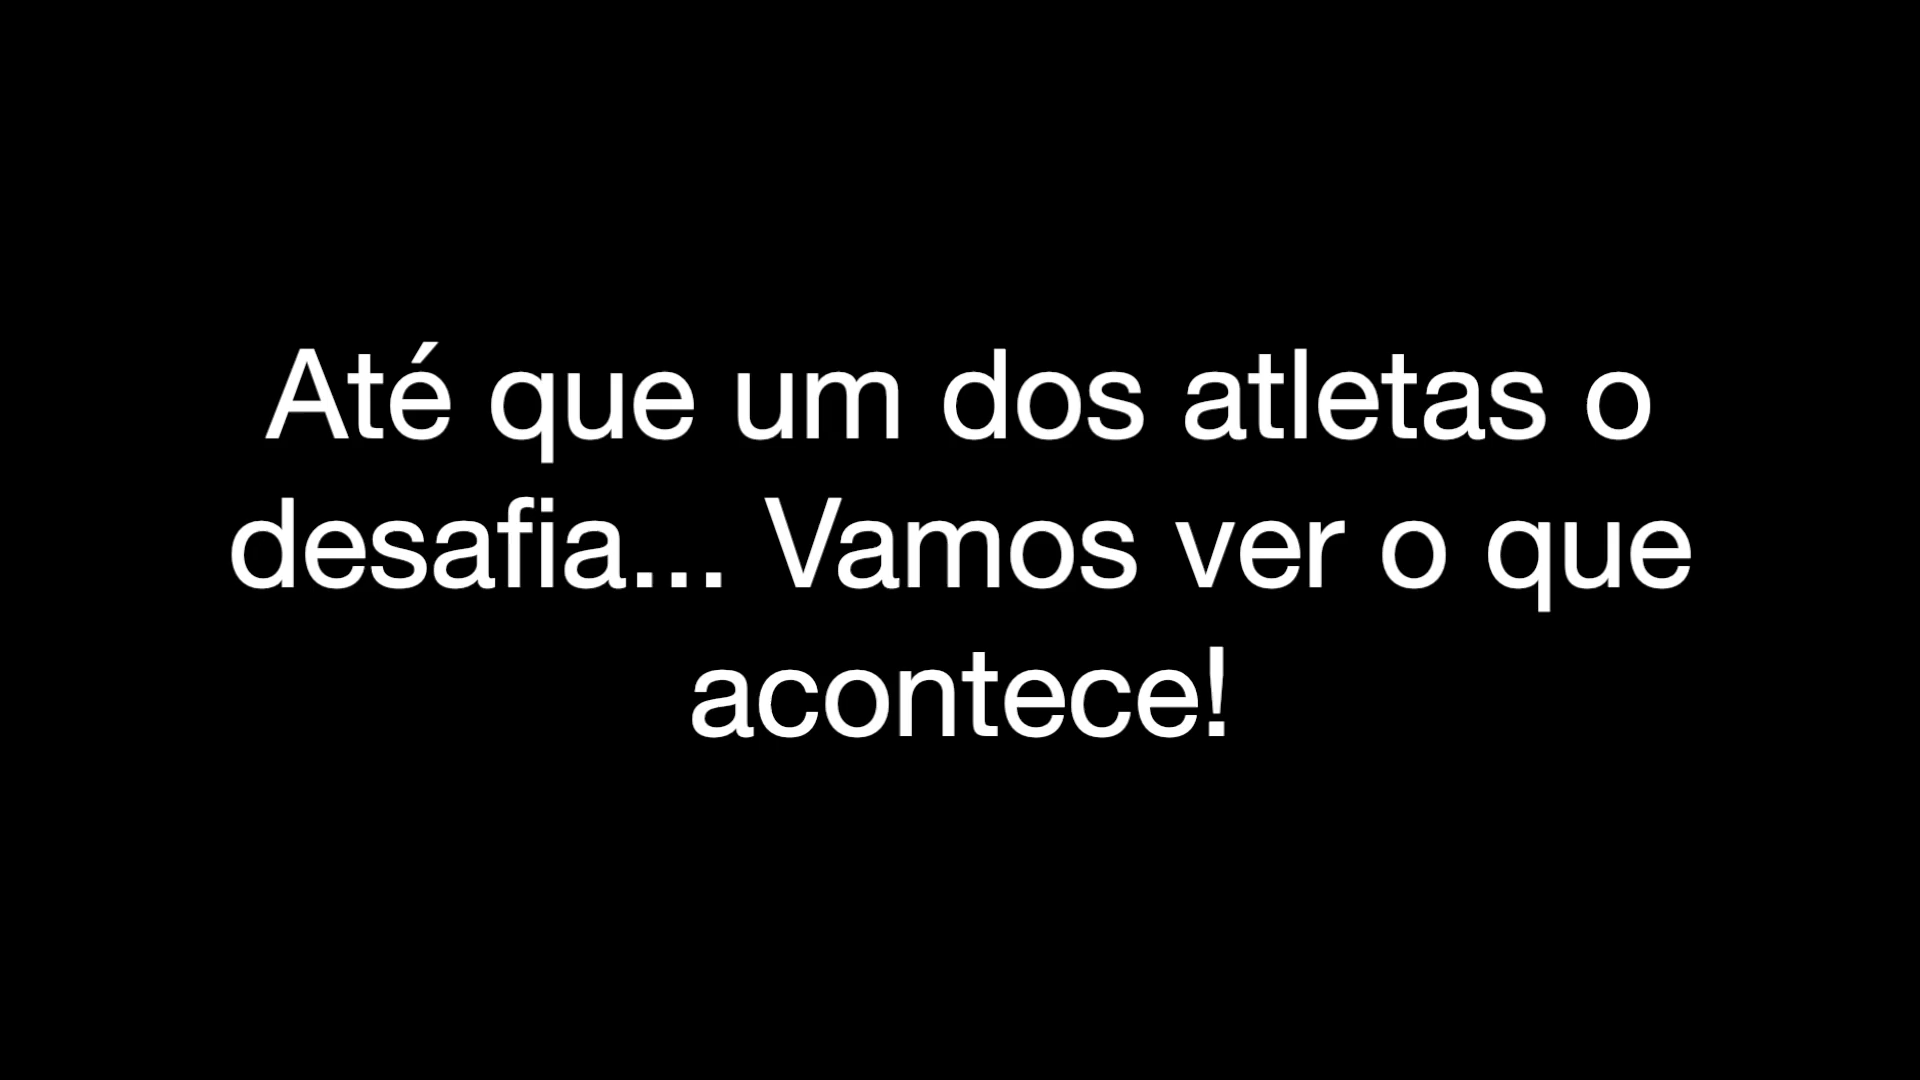 Até que um dos atletas o
desafia... Vamos ver o que
acontece!